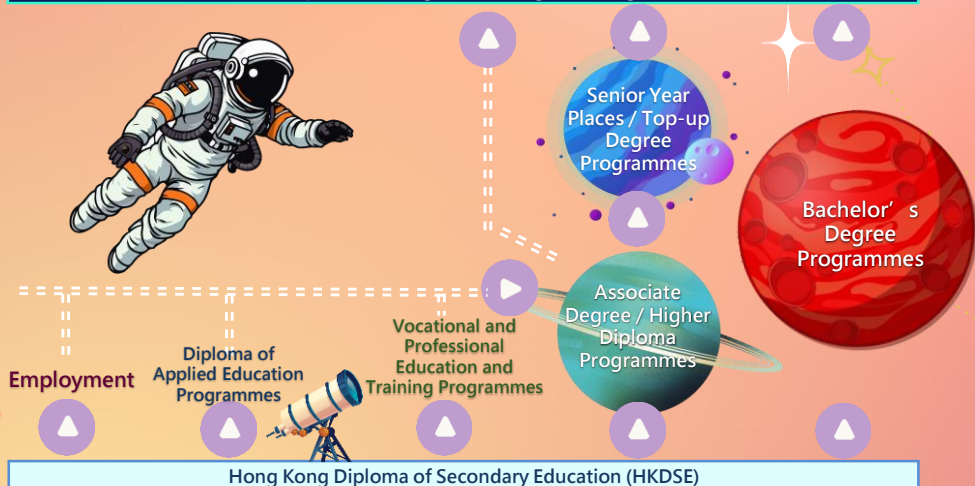 Senior Year
Places / Top-up
Degree
Programmes
Bachelor’s
Degree
Programmes
Associate
Degree / Higher
Diploma
Programmes
Vocational and
Professional
Education and
Training Programmes
Diploma of
Applied Education
Programmes
Employment
Hong Kong Diploma of Secondary Education (HKDSE)